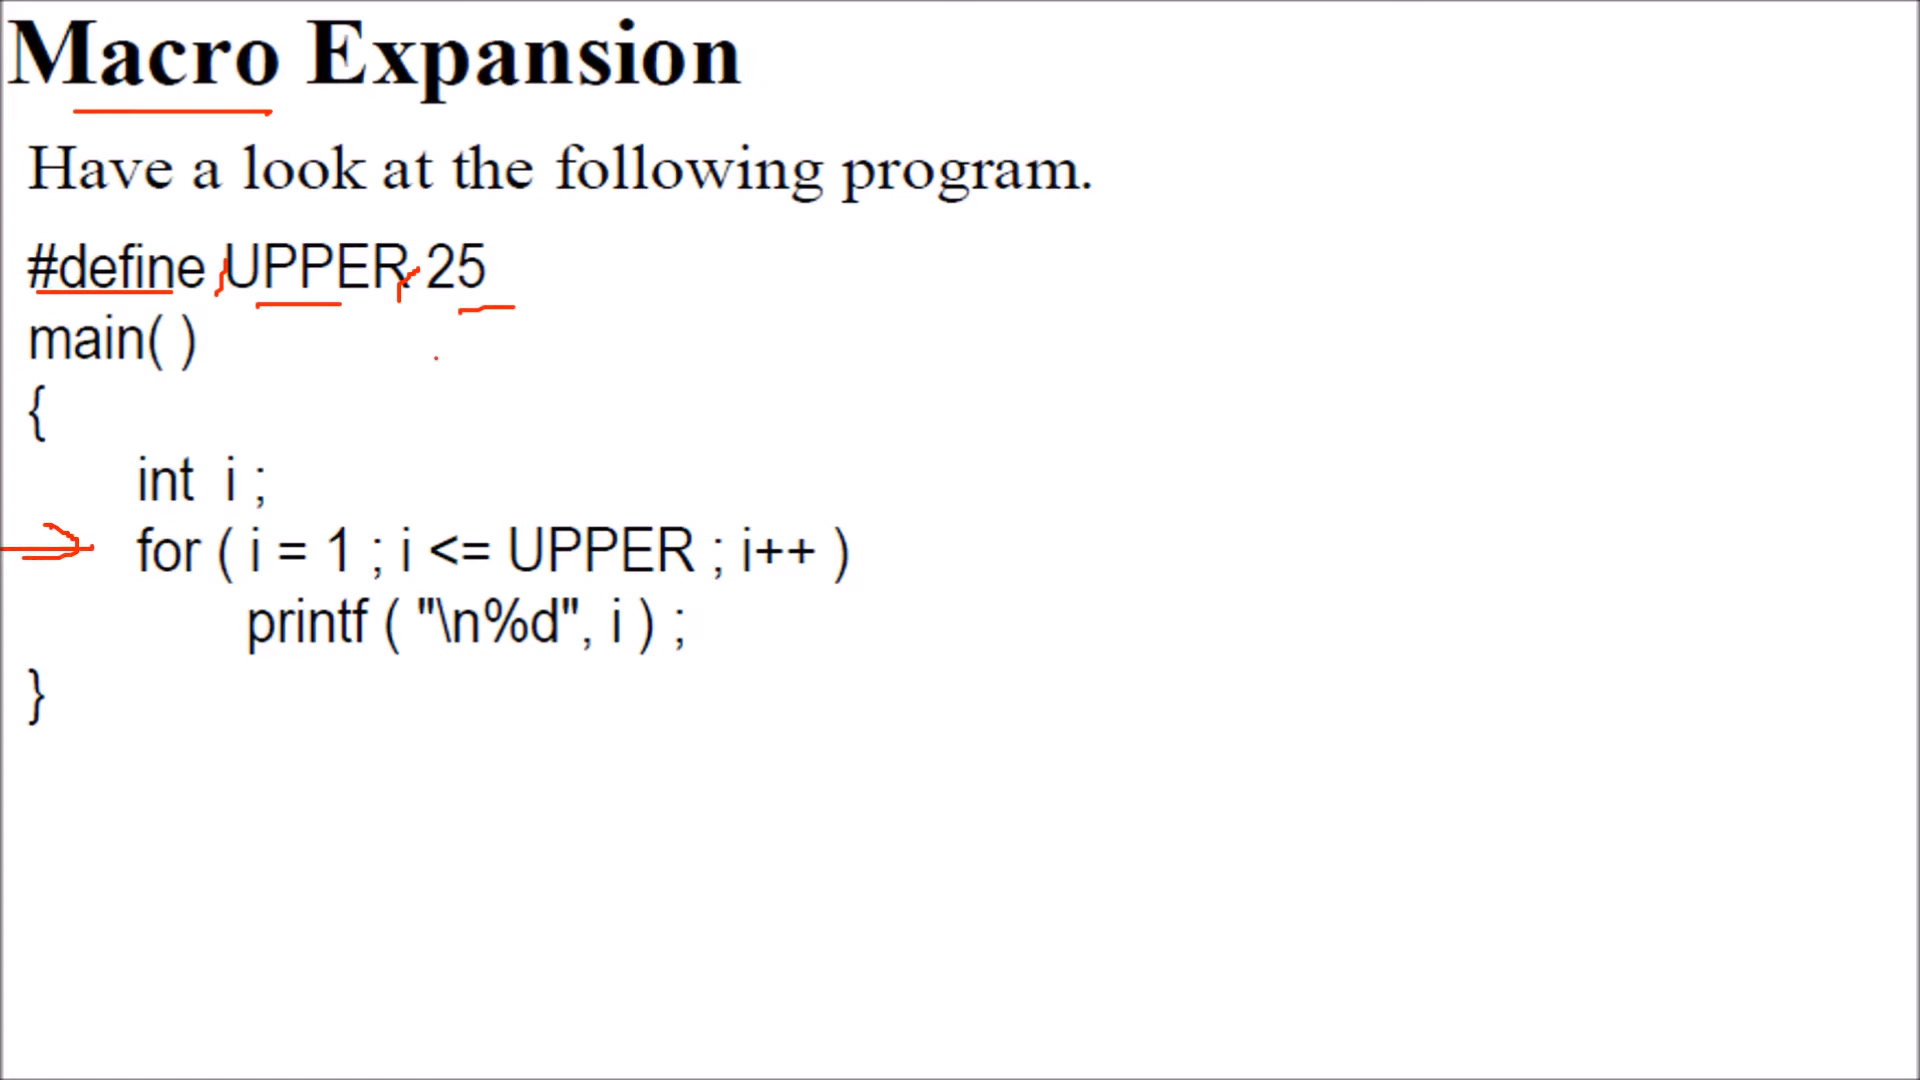 Macro Expansion
Have a look at the following program.
#define UPPER 25
main( )
{
int  i ;
for ( i = 1 ; i <= UPPER ; i++ )
printf ( "\n%d", i ) ;
}